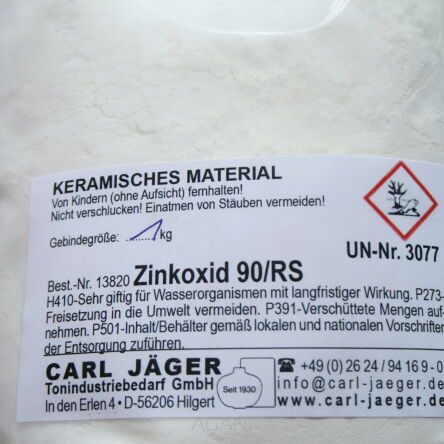 KERAMISCHES MATERIAL
Von Kindern (ohne Aufsicht) fernhalten!
Nicht verschlucken! Einatmen von Stäuben vermeiden!
Gebindegröße: ..........1 kg
UN-Nr. 3077
Best.-Nr. 13820 Zinkoxid 90/RS
H410-Sehr giftig für Wasserorganismen mit langfristiger Wirkung. P273-
Freisetzung in die Umwelt vermeiden. P391-Verschüttete Mengen auf-
nehmen. P501-Inhalt/Behälter gemäß lokalen und nationalen Vorschriften
der Entsorgung zuführen.
CARL JÄGER
Tonindustriebedarf GmbH
In den Erlen 4 • D-56206 Hilgert
Seit 1930
☎ +49 (0) 26 24 / 94 16 9 - 0
info@carl-jaeger.de
www.carl-jaeger.de
AGANK